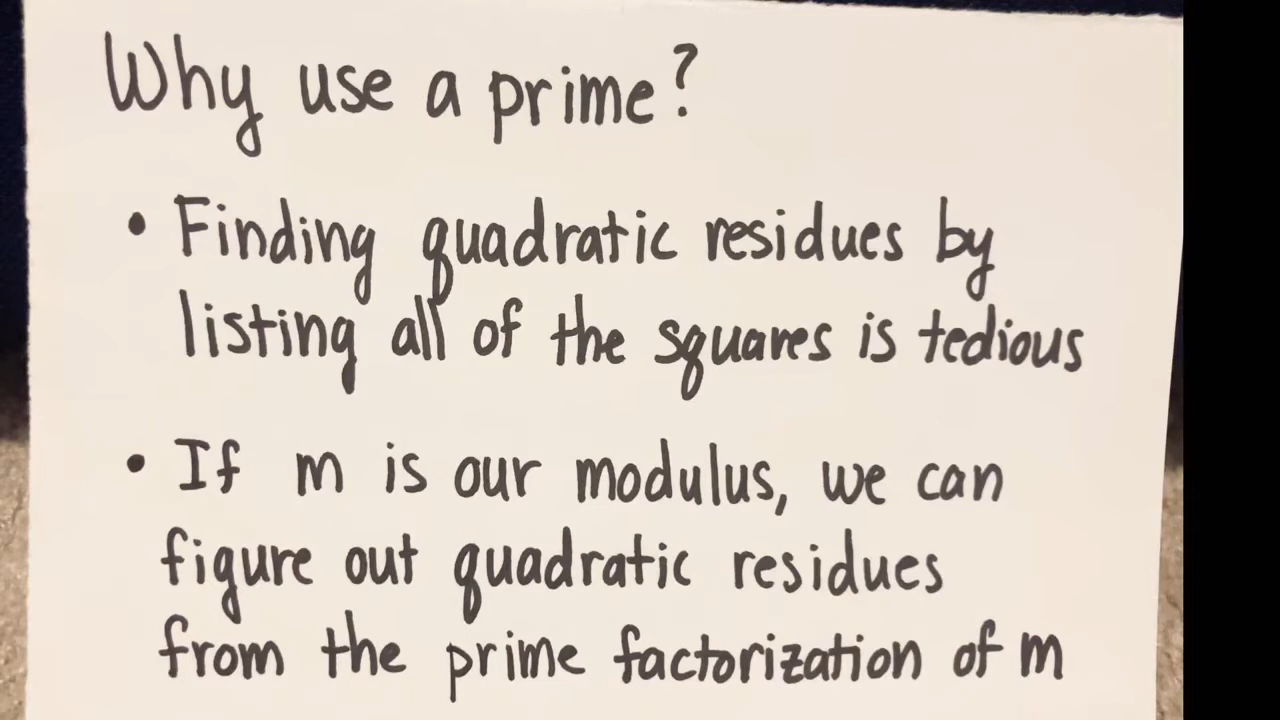 Why use a prime?
• Finding quadratic residues by
listing all of the squares is tedious
• If m is our modulus, we can
figure out quadratic residues
from the prime factorization of m